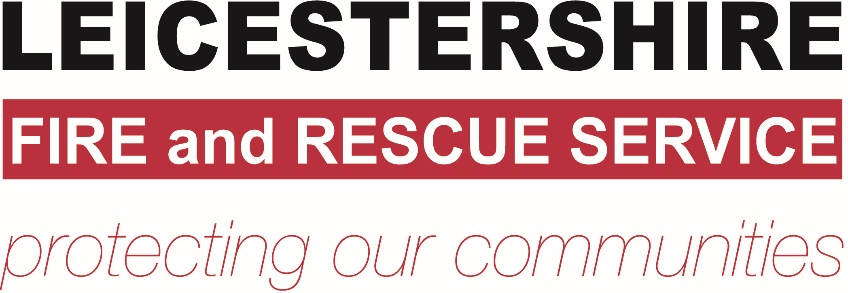 LEICESTERSHIRE
FIRE and RESCUE SERVICE
protecting our communities